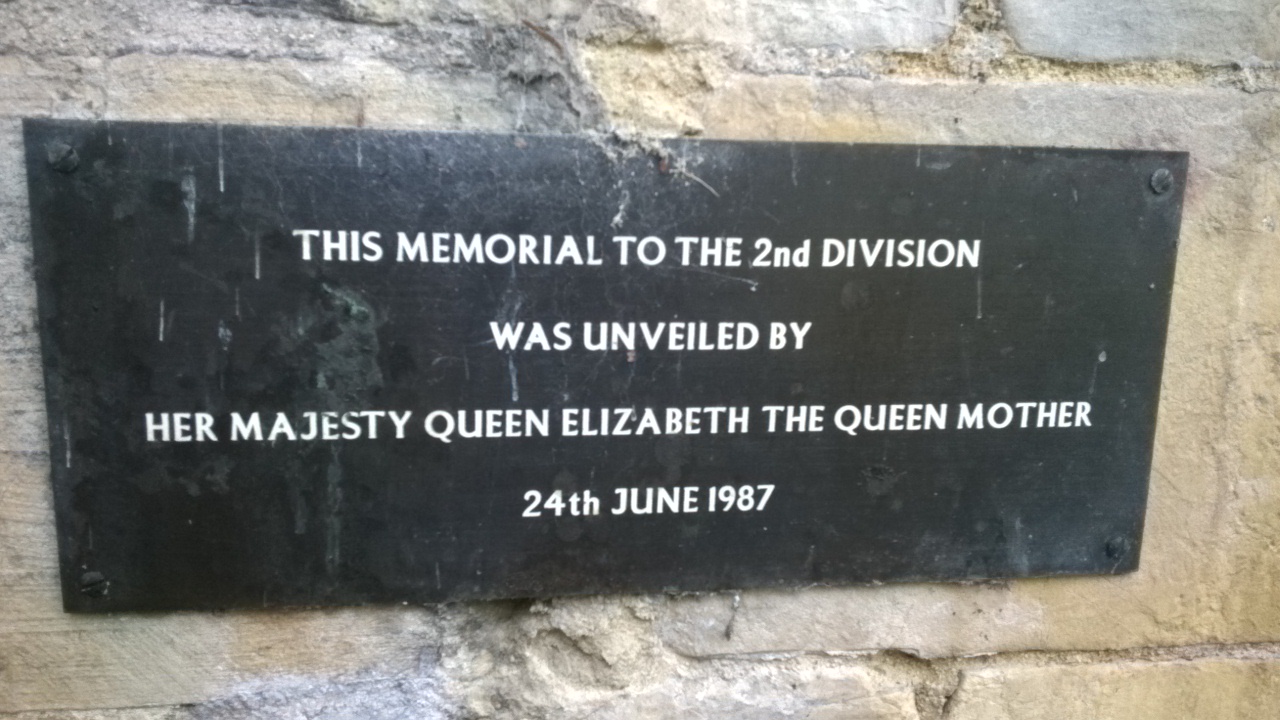 THIS MEMORIAL TO THE 2nd DIVISION
WAS UNVEILED BY
HER MAJESTY QUEEN ELIZABETH THE QUEEN MOTHER
24th JUNE 1987